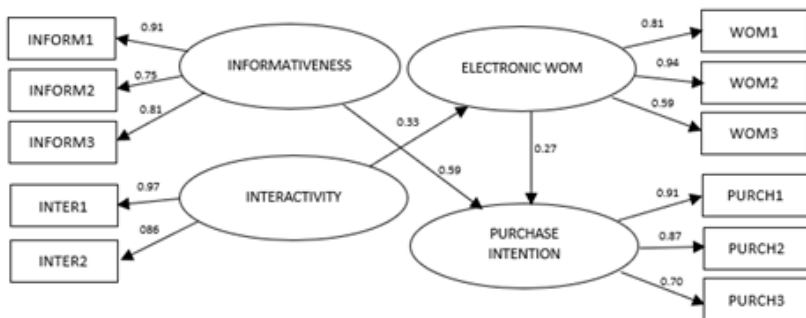 INFORM1
0.91
INFORMATIVENESS
INFORM2
0.75
INFORM3
0.81
ELECTRONIC WOM
0.81
WOM1
0.94
WOM2
0.59
WOM3
0.33
0.59
0.27
INTERACTIVITY
INTER1
0.97
INTER2
086
PURCHASE
INTENTION
0.91
PURCH1
0.87
PURCH2
0.70
PURCH3